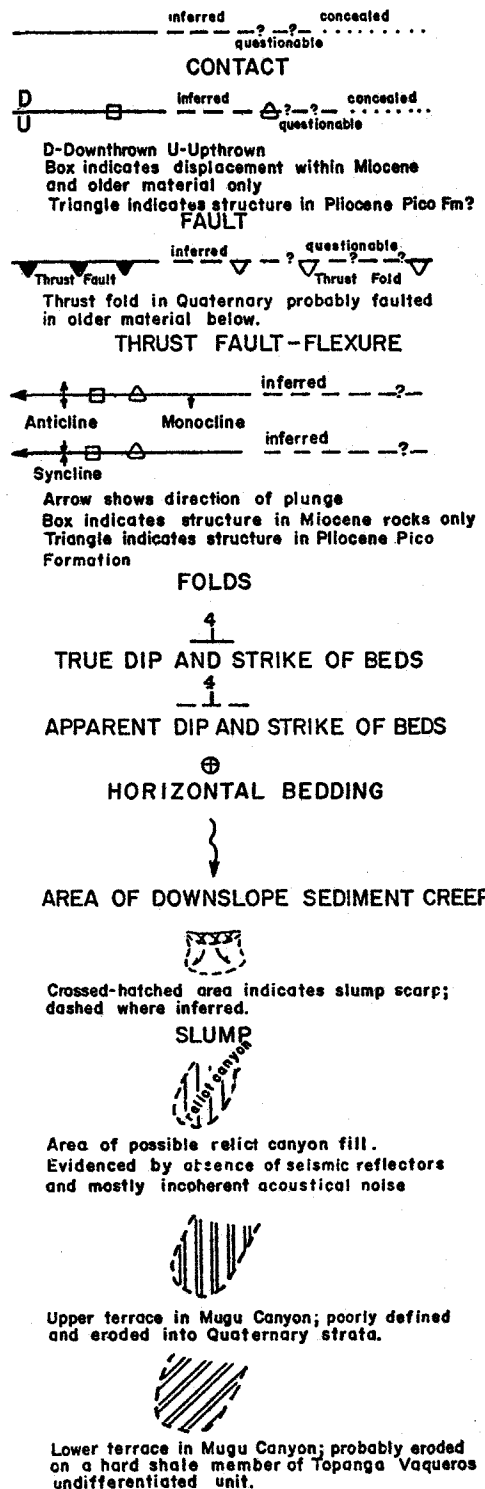 inferred ? ? concealed
questionable
CONTACT
D inferred concealed
U ? ? questionable
D-Downthrown U-Upthrown
Box indicates displacement within Miocene
and older material only
Triangle indicates structure in Pliocene Pico Fm?
FAULT
inferred questionable
? ? ?
Thrust Fault Thrust Fold
Thrust fold in Quaternary probably faulted
in older material below.
THRUST FAULT-FLEXURE
inferred
?
Anticline Monocline
inferred
?
Syncline
Arrow shows direction of plunge
Box indicates structure in Miocene rocks only
Triangle indicates structure in Pliocene Pico
Formation
FOLDS
4
TRUE DIP AND STRIKE OF BEDS
4
APPARENT DIP AND STRIKE OF BEDS
HORIZONTAL BEDDING
AREA OF DOWNSLOPE SEDIMENT CREEP
Crossed-hatched area indicates slump scarp;
dashed where inferred.
SLUMP
relict canyon
Area of possible relict canyon fill.
Evidenced by absence of seismic reflectors
and mostly incoherent acoustical noise
Upper terrace in Mugu Canyon; poorly defined
and eroded into Quaternary strata.
Lower terrace in Mugu Canyon; probably eroded
on a hard shale member of Topanga Vaqueros
undifferentiated unit.